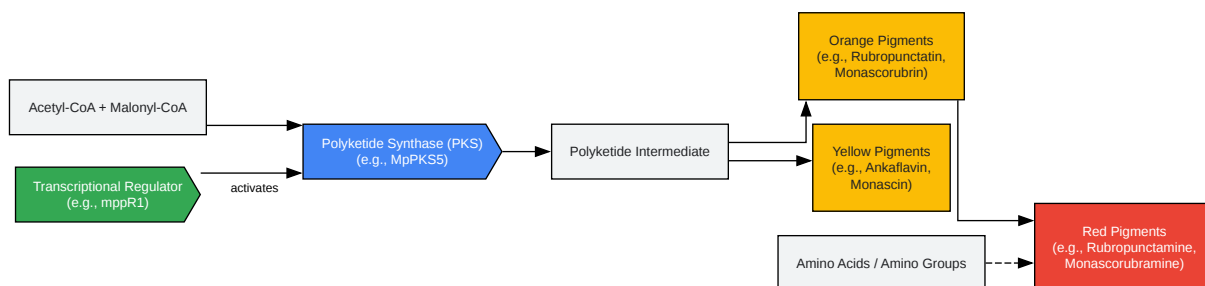 Acetyl-CoA + Malonyl-CoA
Transcriptional Regulator
(e.g., mppR1)
activates
Polyketide Synthase (PKS)
(e.g., MpPKS5)
Polyketide Intermediate
Orange Pigments
(e.g., Rubropunctatin,
Monascorubrin)
Yellow Pigments
(e.g., Ankaflavin,
Monascin)
Amino Acids / Amino Groups
Red Pigments
(e.g., Rubropunctamine,
Monascorubramine)